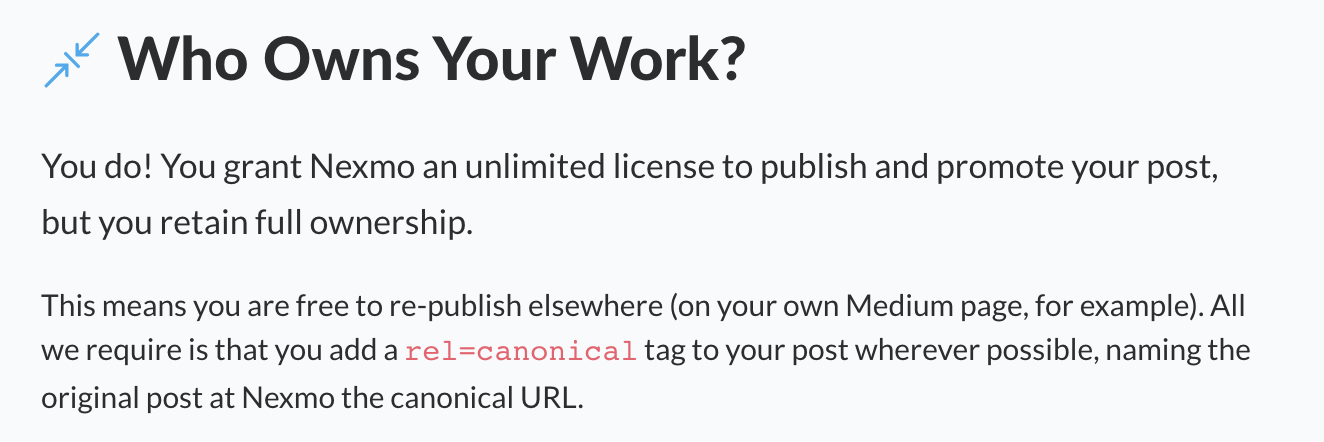 Who Owns Your Work?
You do! You grant Nexmo an unlimited license to publish and promote your post,
but you retain full ownership.
This means you are free to re-publish elsewhere (on your own Medium page, for example). All
we require is that you add a rel=canonical tag to your post wherever possible, naming the
original post at Nexmo the canonical URL.